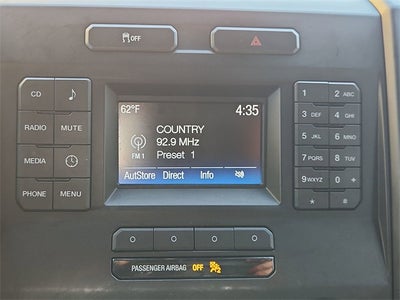 OFF
62°F 4:35
CD
RADIO MUTE
MEDIA
PHONE MENU
COUNTRY
92.9 MHz
FM 1 Preset 1
AutoStore Direct Info
1 2 ABC
3 DEF 4 GHI
5 JKL 6 MNO
7 PQRS 8 TUV
9 WXYZ 0 +
* #
PASSENGER AIRBAG OFF